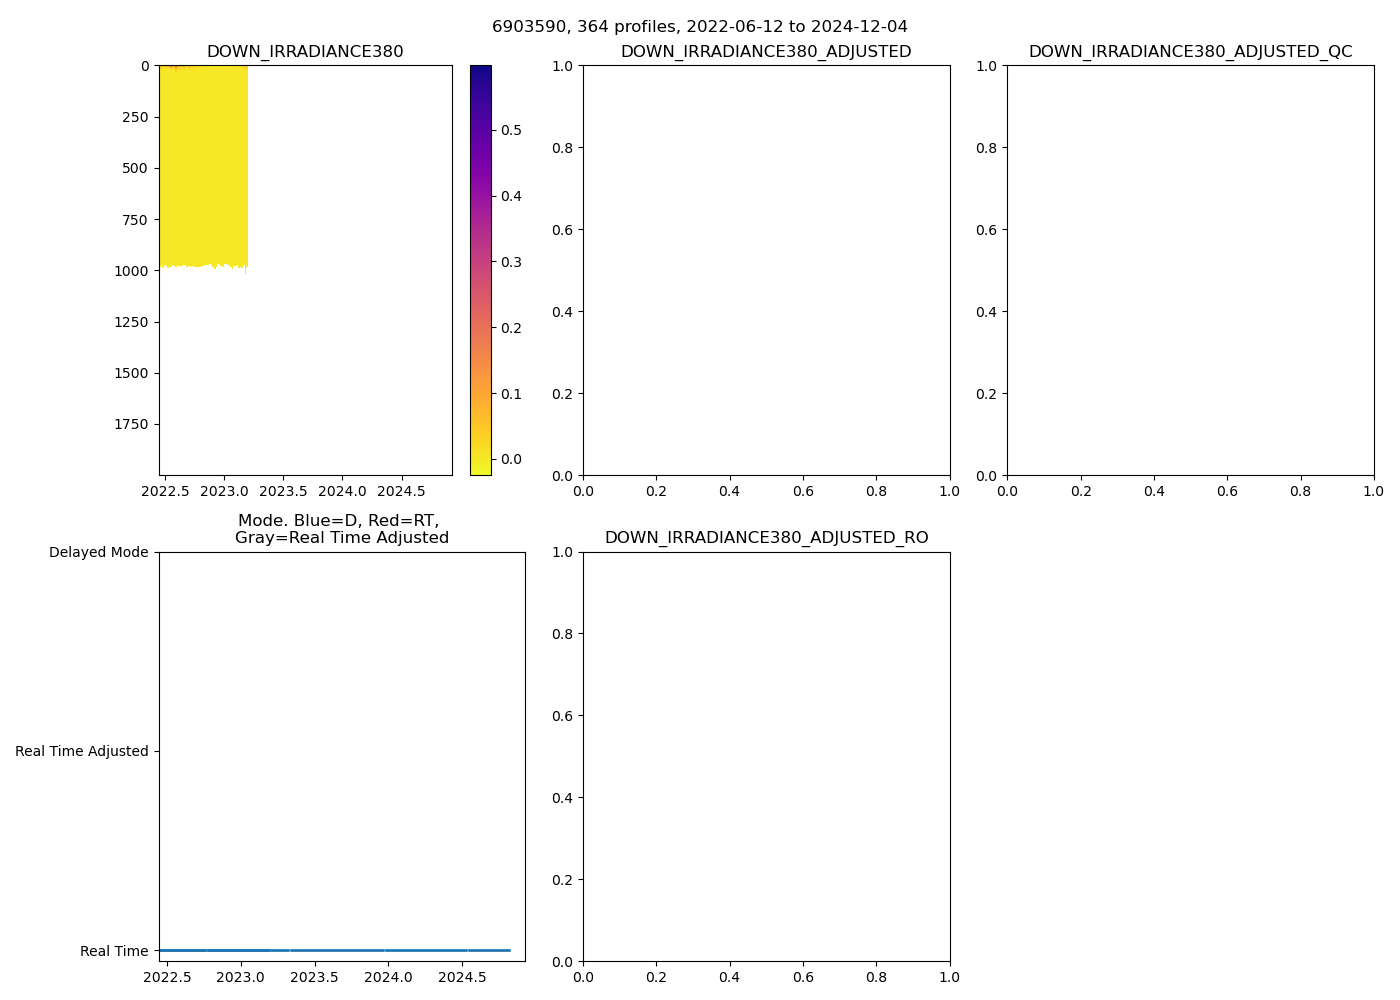 6903590, 364 profiles, 2022-06-12 to 2024-12-04
DOWN_IRRADIANCE380
0
250
500
750
1000
1250
1500
1750
2022.5 2023.0 2023.5 2024.0 2024.5
0.5
0.4
0.3
0.2
0.1
0.0
DOWN_IRRADIANCE380_ADJUSTED
1.0
0.8
0.6
0.4
0.2
0.0
0.0 0.2 0.4 0.6 0.8 1.0
DOWN_IRRADIANCE380_ADJUSTED_QC
1.0
0.8
0.6
0.4
0.2
0.0
0.0 0.2 0.4 0.6 0.8 1.0
Mode. Blue=D, Red=RT,
Gray=Real Time Adjusted
Delayed Mode
Real Time Adjusted
Real Time
2022.5 2023.0 2023.5 2024.0 2024.5
DOWN_IRRADIANCE380_ADJUSTED_RO
1.0
0.8
0.6
0.4
0.2
0.0
0.0 0.2 0.4 0.6 0.8 1.0